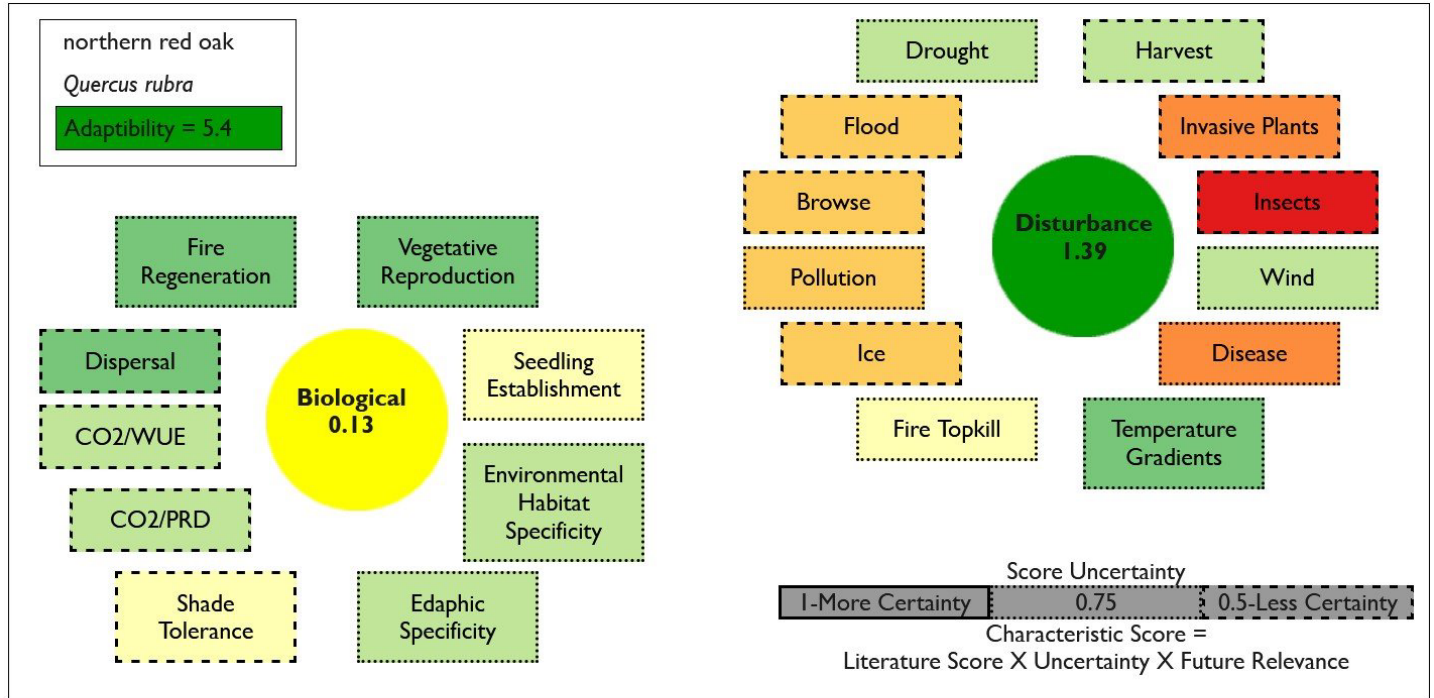 northern red oak
Quercus rubra
Adaptibility = 5.4
Fire
Regeneration
Vegetative
Reproduction
Dispersal
Seedling
Establishment
Biological
0.13
CO2/WUE
Environmental
Habitat
Specificity
CO2/PRD
Shade
Tolerance
Edaphic
Specificity
Drought
Harvest
Flood
Invasive Plants
Browse
Insects
Disturbance
1.39
Pollution
Wind
Ice
Disease
Fire Topkill
Temperature
Gradients
Score Uncertainty
1-More Certainty
0.75
0.5-Less Certainty
Characteristic Score =
Literature Score X Uncertainty X Future Relevance